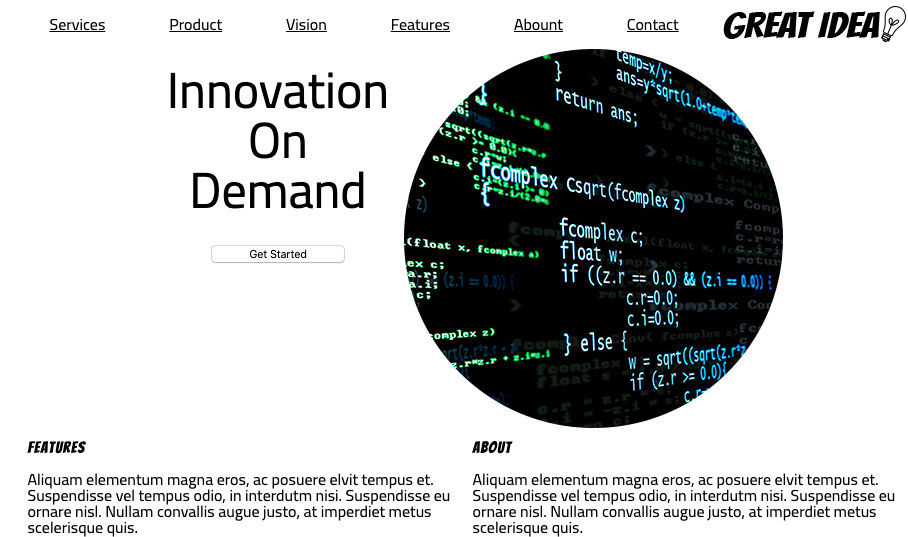 Services Product Vision Features Abount Contact GREAT IDEA
Innovation
On
Demand
Get Started
temp=x/y;
}
ans=y*sqrt(1.0+temp*te
return ans;
fcomplex Csqrt(fcomplex z)
{
fcomplex c;
float w;
if ((z.r == 0.0) && (z.i == 0.0)) {
c.r=0.0;
c.i=0.0;
} else {
w = sqrt((sqrt(z.r*z
if (z.r >= 0.0){
c.r=
else {
(float x, fcomplex a)
omplex z)
FEATURES
Aliquam elementum magna eros, ac posuere elvit tempus et.
Suspendisse vel tempus odio, in interdutm nisi. Suspendisse eu
ornare nisl. Nullam convallis augue justo, at imperdiet metus
scelerisque quis.
ABOUT
Aliquam elementum magna eros, ac posuere elvit tempus et.
Suspendisse vel tempus odio, in interdutm nisi. Suspendisse eu
ornare nisl. Nullam convallis augue justo, at imperdiet metus
scelerisque quis.